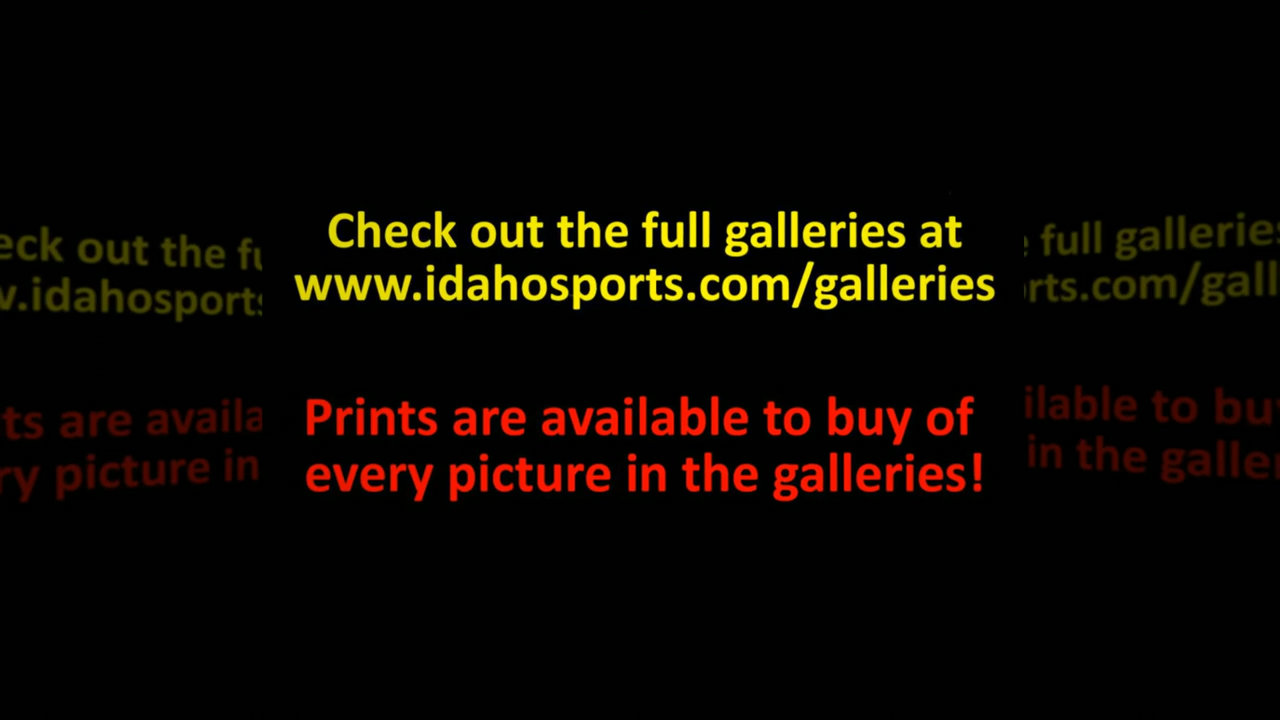 Check out the full galleries at
www.idahosports.com/galleries
Prints are available to buy of
every picture in the galleries!